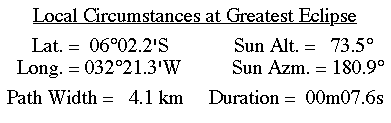 Local Circumstances at Greatest Eclipse
Lat. = 06°02.2'S Sun Alt. = 73.5°
Long. = 032°21.3'W Sun Azm. = 180.9°
Path Width = 4.1 km Duration = 00m07.6s